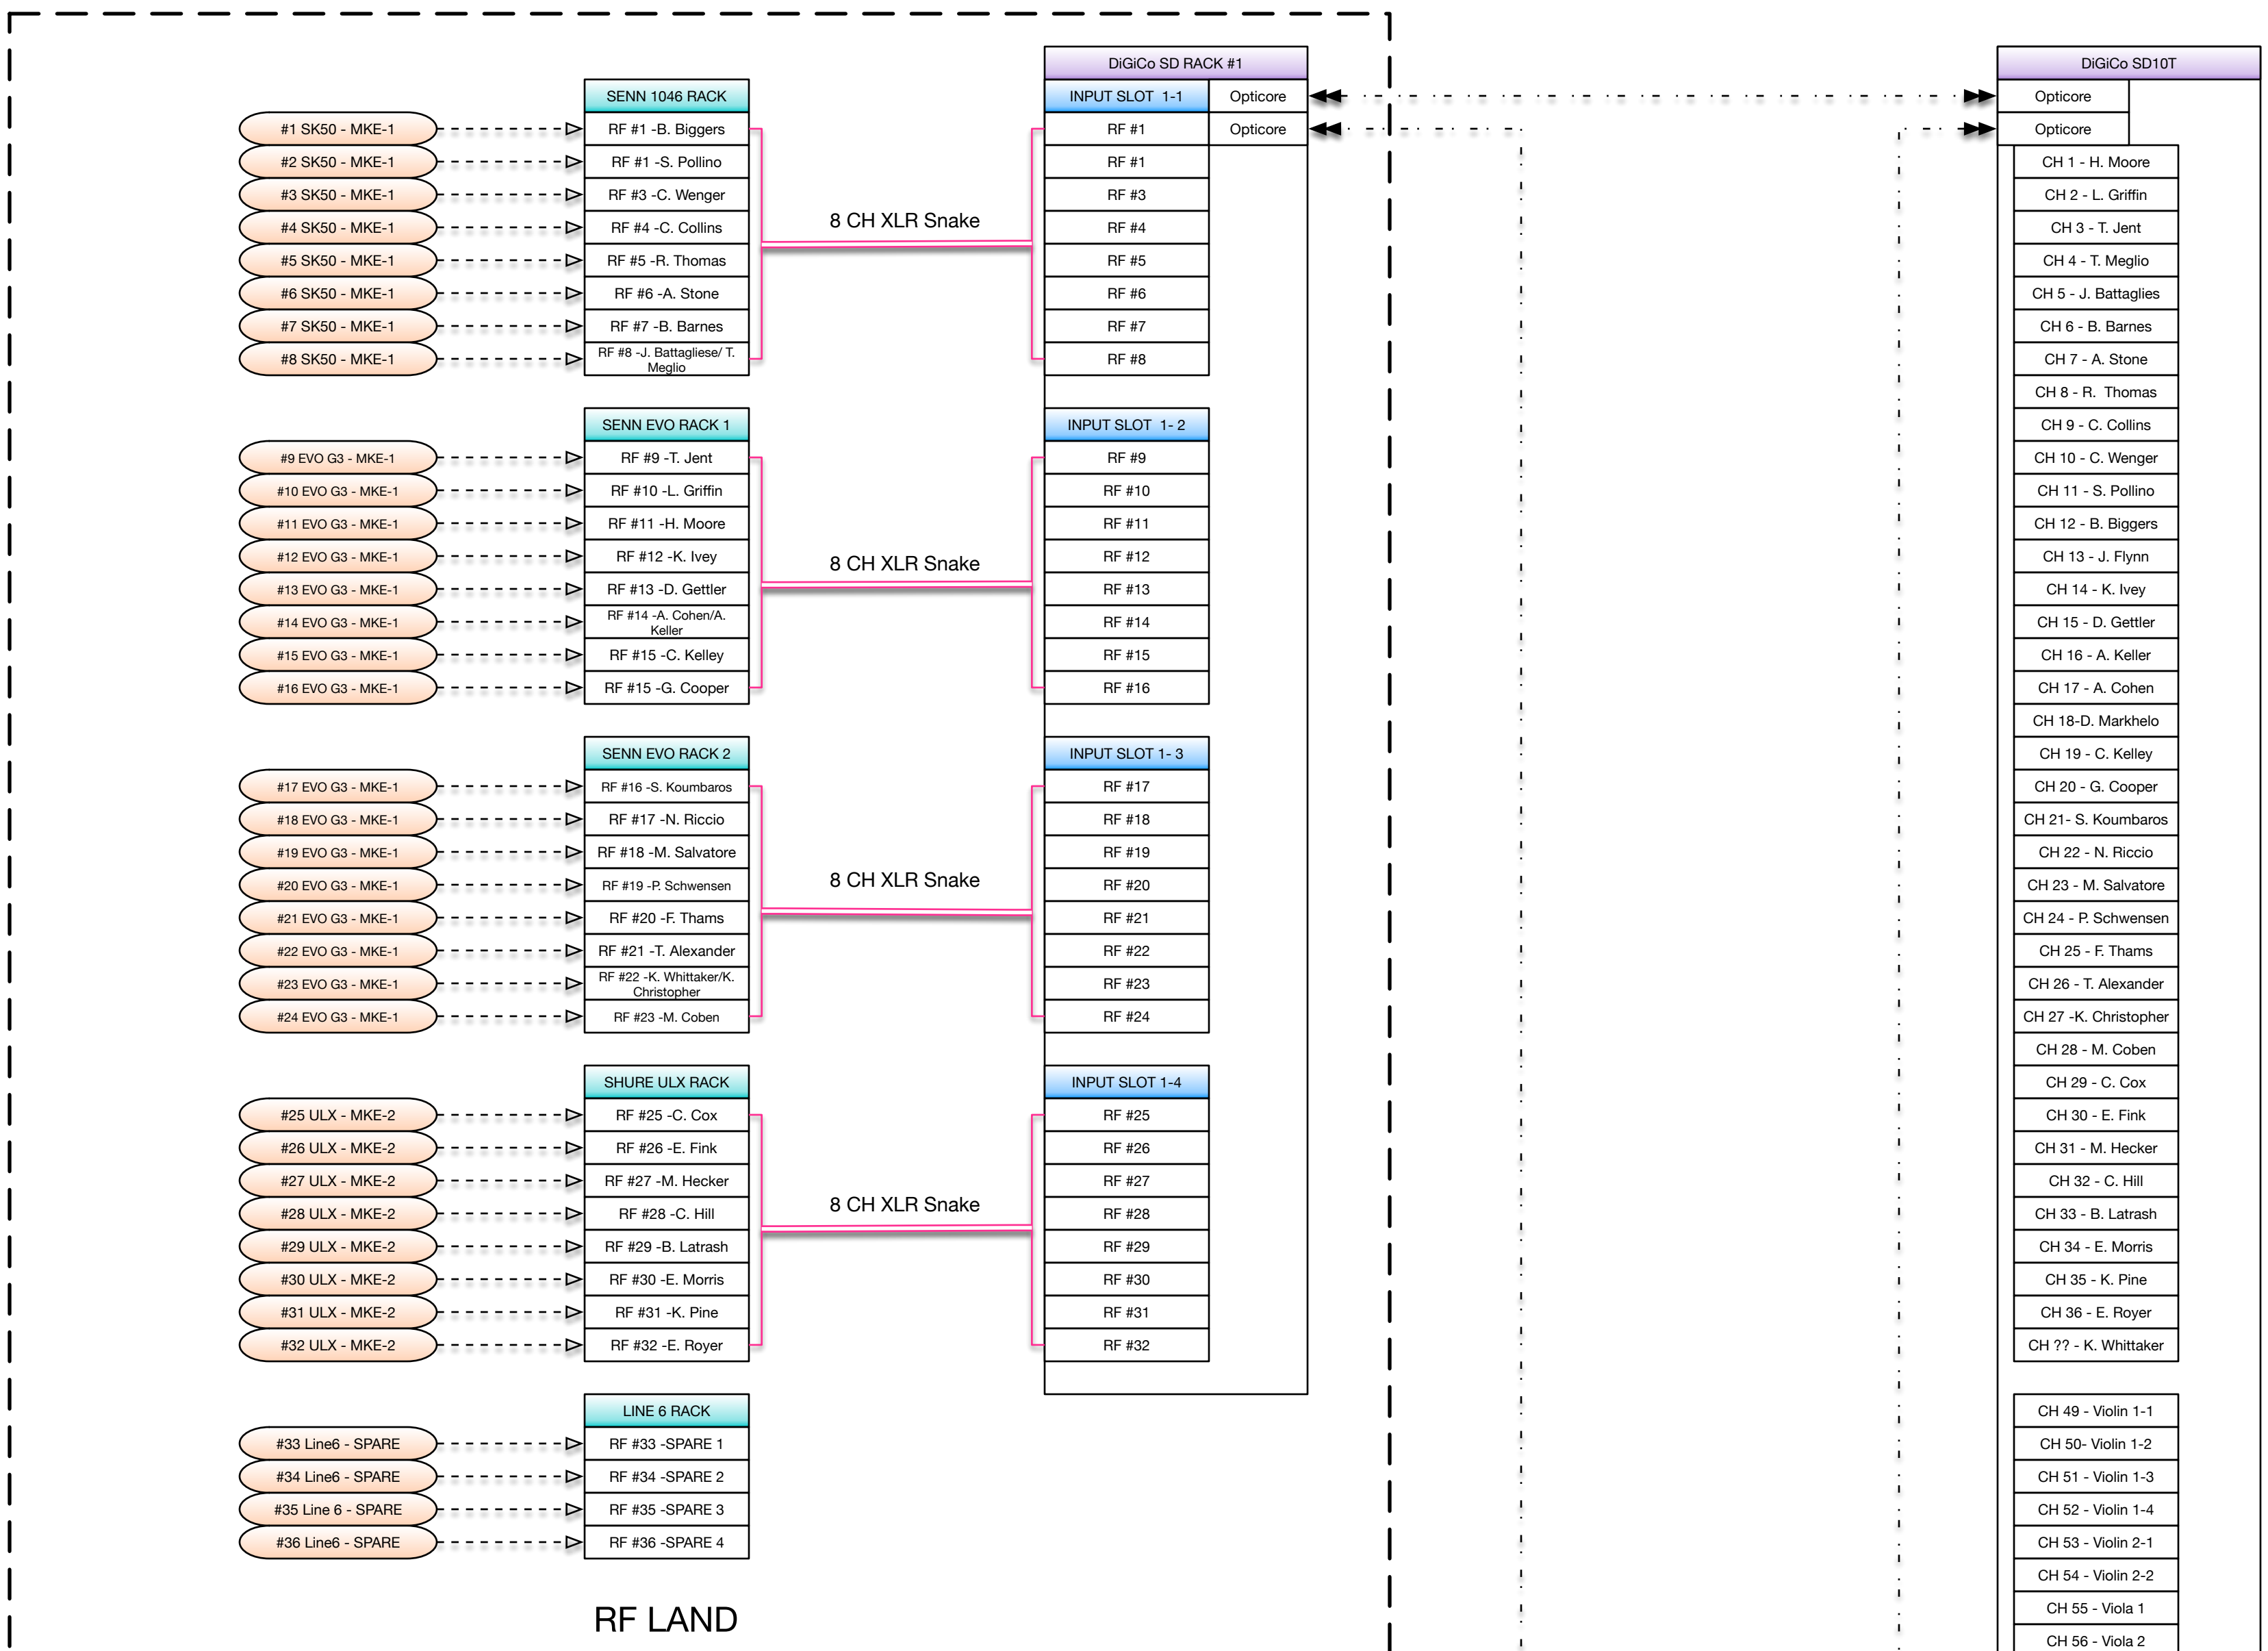 DiGiCo SD RACK #1
SENN 1046 RACK
INPUT SLOT 1-1
Opticore
#1 SK50 - MKE-1
RF #1 -B. Biggers
RF #1
Opticore
#2 SK50 - MKE-1
RF #1 -S. Pollino
RF #1
#3 SK50 - MKE-1
RF #3 -C. Wenger
RF #3
#4 SK50 - MKE-1
RF #4 -C. Collins
8 CH XLR Snake
RF #4
#5 SK50 - MKE-1
RF #5 -R. Thomas
RF #5
#6 SK50 - MKE-1
RF #6 -A. Stone
RF #6
#7 SK50 - MKE-1
RF #7 -B. Barnes
RF #7
#8 SK50 - MKE-1
RF #8 -J. Battagliese/ T.
Meglio
RF #8
SENN EVO RACK 1
INPUT SLOT 1- 2
#9 EVO G3 - MKE-1
RF #9 -T. Jent
RF #9
#10 EVO G3 - MKE-1
RF #10 -L. Griffin
RF #10
#11 EVO G3 - MKE-1
RF #11 -H. Moore
RF #11
#12 EVO G3 - MKE-1
RF #12 -K. Ivey
8 CH XLR Snake
RF #12
#13 EVO G3 - MKE-1
RF #13 -D. Gettler
RF #13
#14 EVO G3 - MKE-1
RF #14 -A. Cohen/A.
Keller
RF #14
#15 EVO G3 - MKE-1
RF #15 -C. Kelley
RF #15
#16 EVO G3 - MKE-1
RF #15 -G. Cooper
RF #16
SENN EVO RACK 2
INPUT SLOT 1- 3
#17 EVO G3 - MKE-1
RF #16 -S. Koumbaros
RF #17
#18 EVO G3 - MKE-1
RF #17 -N. Riccio
RF #18
#19 EVO G3 - MKE-1
RF #18 -M. Salvatore
RF #19
#20 EVO G3 - MKE-1
RF #19 -P. Schwensen
8 CH XLR Snake
RF #20
#21 EVO G3 - MKE-1
RF #20 -F. Thams
RF #21
#22 EVO G3 - MKE-1
RF #21 -T. Alexander
RF #22
#23 EVO G3 - MKE-1
RF #22 -K. Whittaker/K.
Christopher
RF #23
#24 EVO G3 - MKE-1
RF #23 -M. Coben
RF #24
SHURE ULX RACK
INPUT SLOT 1-4
#25 ULX - MKE-2
RF #25 -C. Cox
RF #25
#26 ULX - MKE-2
RF #26 -E. Fink
RF #26
#27 ULX - MKE-2
RF #27 -M. Hecker
RF #27
#28 ULX - MKE-2
RF #28 -C. Hill
8 CH XLR Snake
RF #28
#29 ULX - MKE-2
RF #29 -B. Latrash
RF #29
#30 ULX - MKE-2
RF #30 -E. Morris
RF #30
#31 ULX - MKE-2
RF #31 -K. Pine
RF #31
#32 ULX - MKE-2
RF #32 -E. Royer
RF #32
LINE 6 RACK
#33 Line6 - SPARE
RF #33 -SPARE 1
#34 Line6 - SPARE
RF #34 -SPARE 2
#35 Line 6 - SPARE
RF #35 -SPARE 3
#36 Line6 - SPARE
RF #36 -SPARE 4
RF LAND
DiGiCo SD10T
Opticore
Opticore
CH 1 - H. Moore
CH 2 - L. Griffin
CH 3 - T. Jent
CH 4 - T. Meglio
CH 5 - J. Battaglies
CH 6 - B. Barnes
CH 7 - A. Stone
CH 8 - R. Thomas
CH 9 - C. Collins
CH 10 - C. Wenger
CH 11 - S. Pollino
CH 12 - B. Biggers
CH 13 - J. Flynn
CH 14 - K. Ivey
CH 15 - D. Gettler
CH 16 - A. Keller
CH 17 - A. Cohen
CH 18-D. Markhelo
CH 19 - C. Kelley
CH 20 - G. Cooper
CH 21- S. Koumbaros
CH 22 - N. Riccio
CH 23 - M. Salvatore
CH 24 - P. Schwensen
CH 25 - F. Thams
CH 26 - T. Alexander
CH 27 -K. Christopher
CH 28 - M. Coben
CH 29 - C. Cox
CH 30 - E. Fink
CH 31 - M. Hecker
CH 32 - C. Hill
CH 33 - B. Latrash
CH 34 - E. Morris
CH 35 - K. Pine
CH 36 - E. Royer
CH ?? - K. Whittaker
CH 49 - Violin 1-1
CH 50- Violin 1-2
CH 51 - Violin 1-3
CH 52 - Violin 1-4
CH 53 - Violin 2-1
CH 54 - Violin 2-2
CH 55 - Viola 1
CH 56 - Viola 2